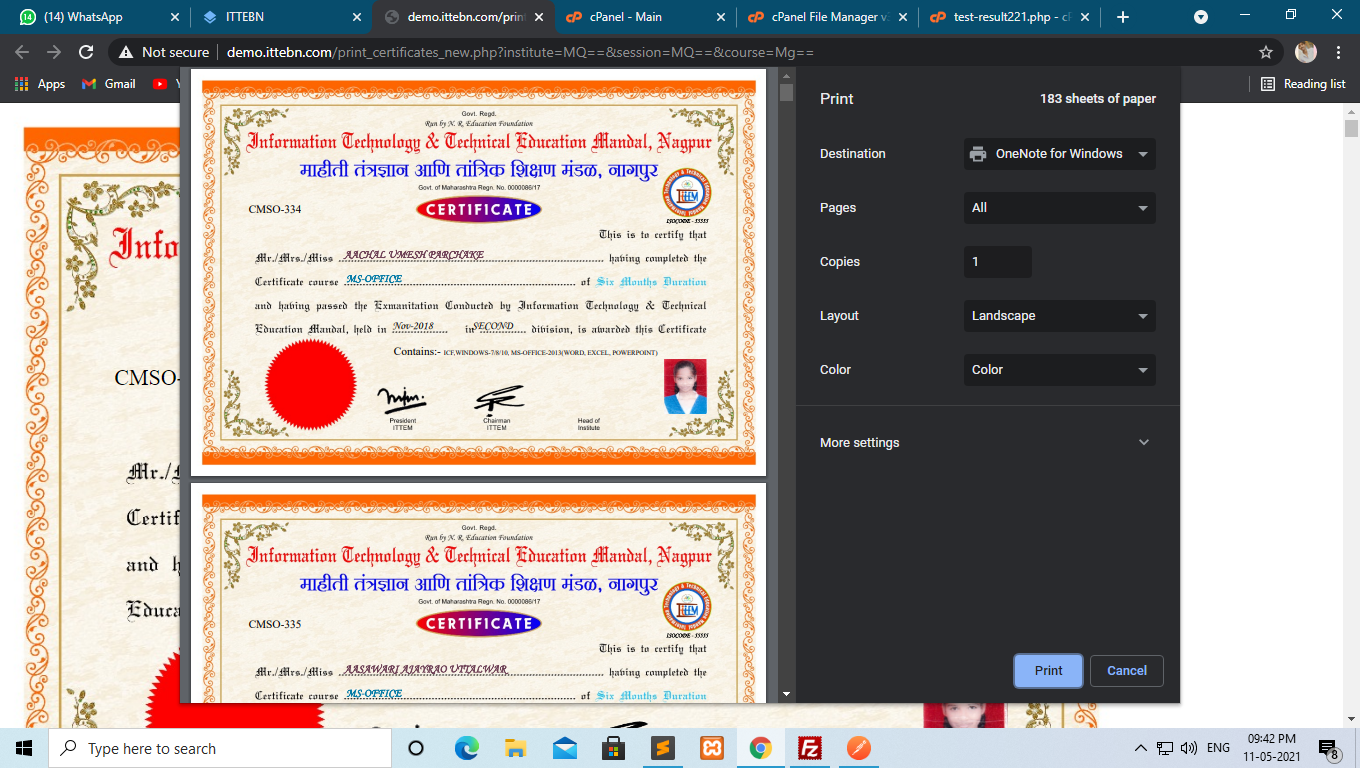 (14) WhatsApp
ITTEBN
demo.ittebn.com/prin
cPanel - Main
cPanel File Manager v
test-result221.php - cP
Not secure
demo.ittebn.com/print_certificates_new.php?institute=MQ==&session=MQ==&course=Mg==
Apps
Gmail
Reading list
Govt. Regd.
Run by N. R. Education Foundation
Information Technology & Technical Education Mandal, Nagpur
माहीती तंत्रज्ञान आणि तांत्रिक शिक्षण मंडळ, नागपुर
Govt. of Maharashtra Regn. No. 0000086/17
CMSO-334
CERTIFICATE
ITTEM
ISOCODE - 55555
This is to certify that
Mr./Mrs./Miss AACHAL UMESH PARCHAKE having completed the
Certificate course MS-OFFICE of Six Months Duration
and having passed the Exmanitation Conducted by Information Technology & Technical
Education Mandal, held in Nov-2018 in SECOND division, is awarded this Certificate
Contains:- ICF,WINDOWS-7/8/10, MS-OFFICE-2013(WORD, EXCEL, POWERPOINT)
President
ITTEM
Chairman
ITTEM
Head of
Institute
Govt. Regd.
Run by N. R. Education Foundation
Information Technology & Technical Education Mandal, Nagpur
माहीती तंत्रज्ञान आणि तांत्रिक शिक्षण मंडळ, नागपुर
Govt. of Maharashtra Regn. No. 0000086/17
CMSO-335
CERTIFICATE
ITTEM
ISOCODE - 55555
This is to certify that
Mr./Mrs./Miss AASAWARI AJAYRAO UTTALWAR having completed the
Certificate course MS-OFFICE of Six Months Duration
Print
183 sheets of paper
Destination
OneNote for Windows
Pages
All
Copies
1
Layout
Landscape
Color
Color
More settings
Print
Cancel
Info
CMSO-
Mr./
Certif
and h
Educa
Type here to search
ENG
09:42 PM
11-05-2021
8